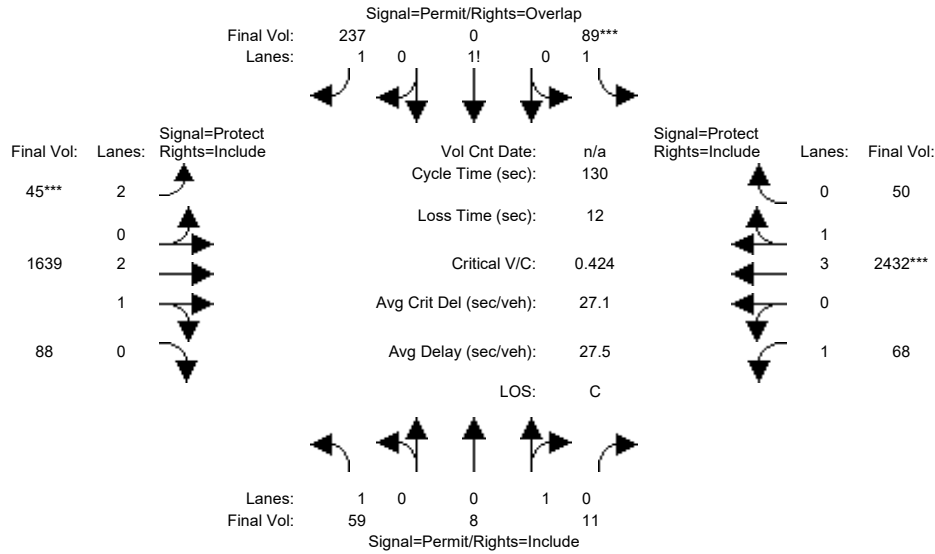 Signal=Permit/Rights=Overlap
Final Vol: 237 0 89***
Lanes: 1 0 1! 0 1
Signal=Protect
Final Vol: Lanes: Rights=Include
Vol Cnt Date: n/a
Signal=Protect
Rights=Include Lanes: Final Vol:
Cycle Time (sec): 130
45*** 2
0 50
Loss Time (sec): 12
0
1
1639 2
Critical V/C: 0.424
3 2432***
1
Avg Crit Del (sec/veh): 27.1
0
88 0
Avg Delay (sec/veh): 27.5
1 68
LOS: C
Lanes: 1 0 0 1 0
Final Vol: 59 8 11
Signal=Permit/Rights=Include